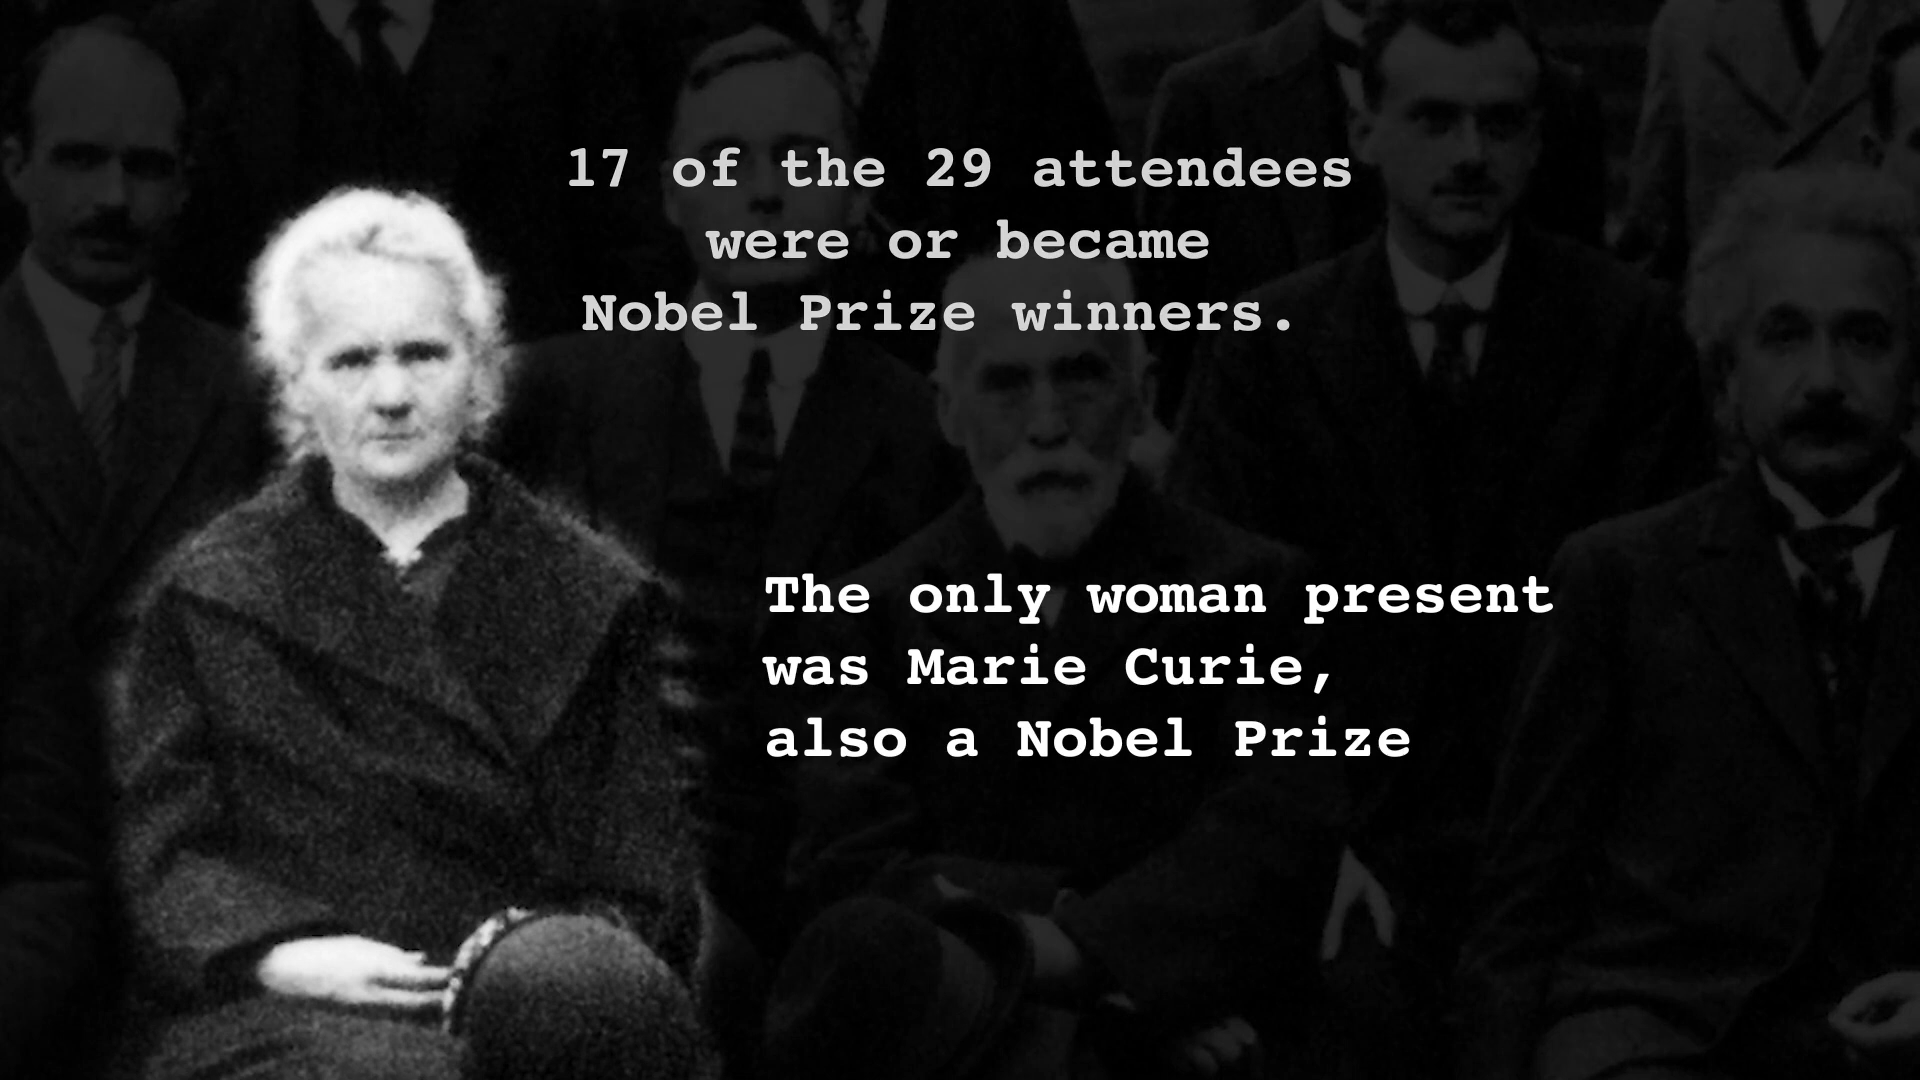 17 of the 29 attendees
were or became
Nobel Prize winners.
The only woman present
was Marie Curie,
also a Nobel Prize